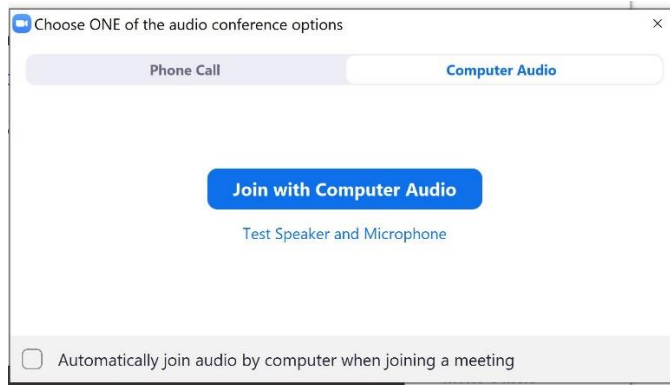 Choose ONE of the audio conference options
Phone Call
Computer Audio
Join with Computer Audio
Test Speaker and Microphone
Automatically join audio by computer when joining a meeting